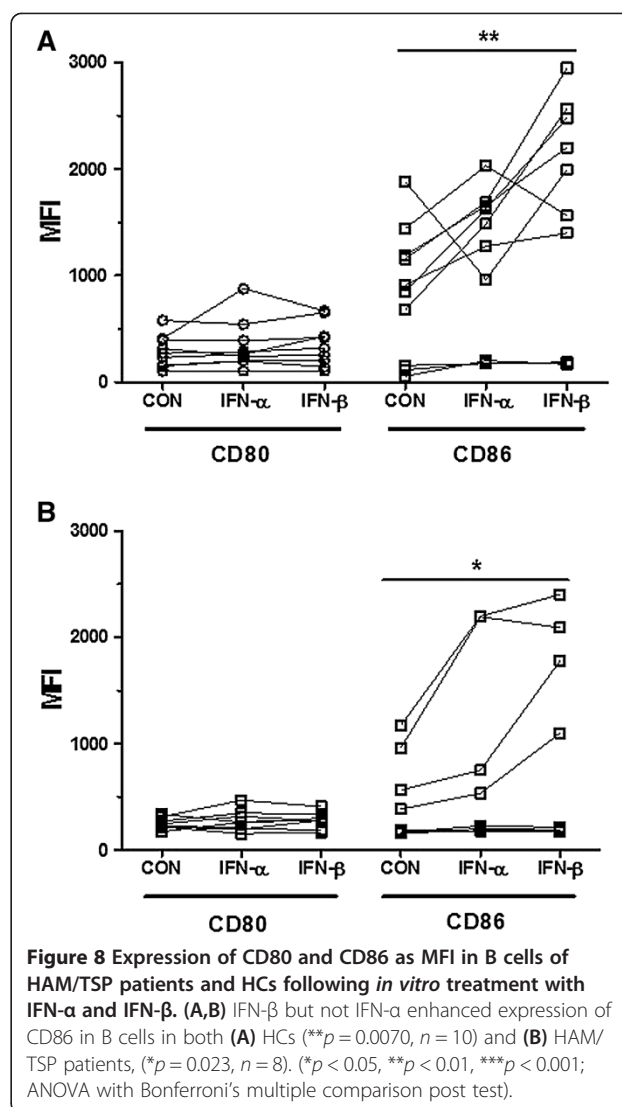 A
**
3000
2000
MFI
1000
0
CON IFN-α IFN-β CON IFN-α IFN-β
CD80 CD86
B
3000
*
2000
MFI
1000
0
CON IFN-α IFN-β CON IFN-α IFN-β
CD80 CD86
Figure 8 Expression of CD80 and CD86 as MFI in B cells of
HAM/TSP patients and HCs following in vitro treatment with
IFN-α and IFN-β. (A,B) IFN-β but not IFN-α enhanced expression of
CD86 in B cells in both (A) HCs (**p = 0.0070, n = 10) and (B) HAM/
TSP patients, (*p = 0.023, n = 8). (*p < 0.05, **p < 0.01, ***p < 0.001;
ANOVA with Bonferroni's multiple comparison post test).